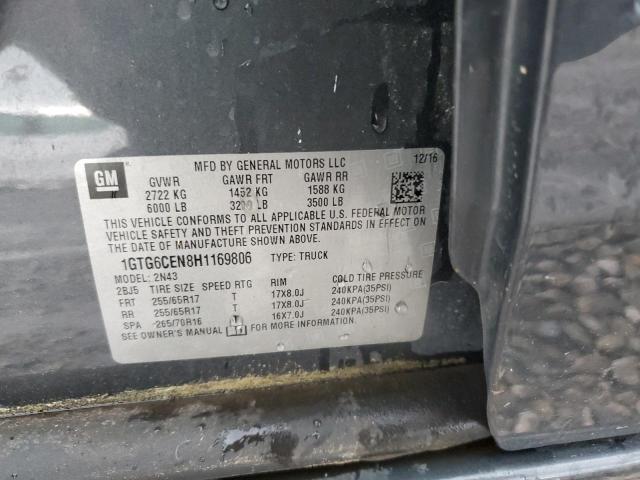 MFD BY GENERAL MOTORS LLC 12/16
GM
GVWR GAWR FRT GAWR RR
2722 KG 1452 KG 1588 KG
6000 LB LB 3500 LB
THIS VEHICLE CONFORMS TO ALL APPLICABLE U.S. FEDERAL MOTOR
VEHICLE SAFETY AND THEFT PREVENTION STANDARDS IN EFFECT ON
THE DATE OF MANUFACTURE SHOWN ABOVE.
1GTG6CEN8H1169806 TYPE: TRUCK
MODEL: 2N43
2BJ5 TIRE SIZE SPEED RTG RIM COLD TIRE PRESSURE
FRT 255/65R17 T 17X8.0J 240KPA(35PSI)
RR 255/65R17 T 17X8.0J 240KPA(35PSI)
SPA 265/70R16 16X7.0J 240KPA(35PSI)
SEE OWNER'S MANUAL FOR MORE INFORMATION.